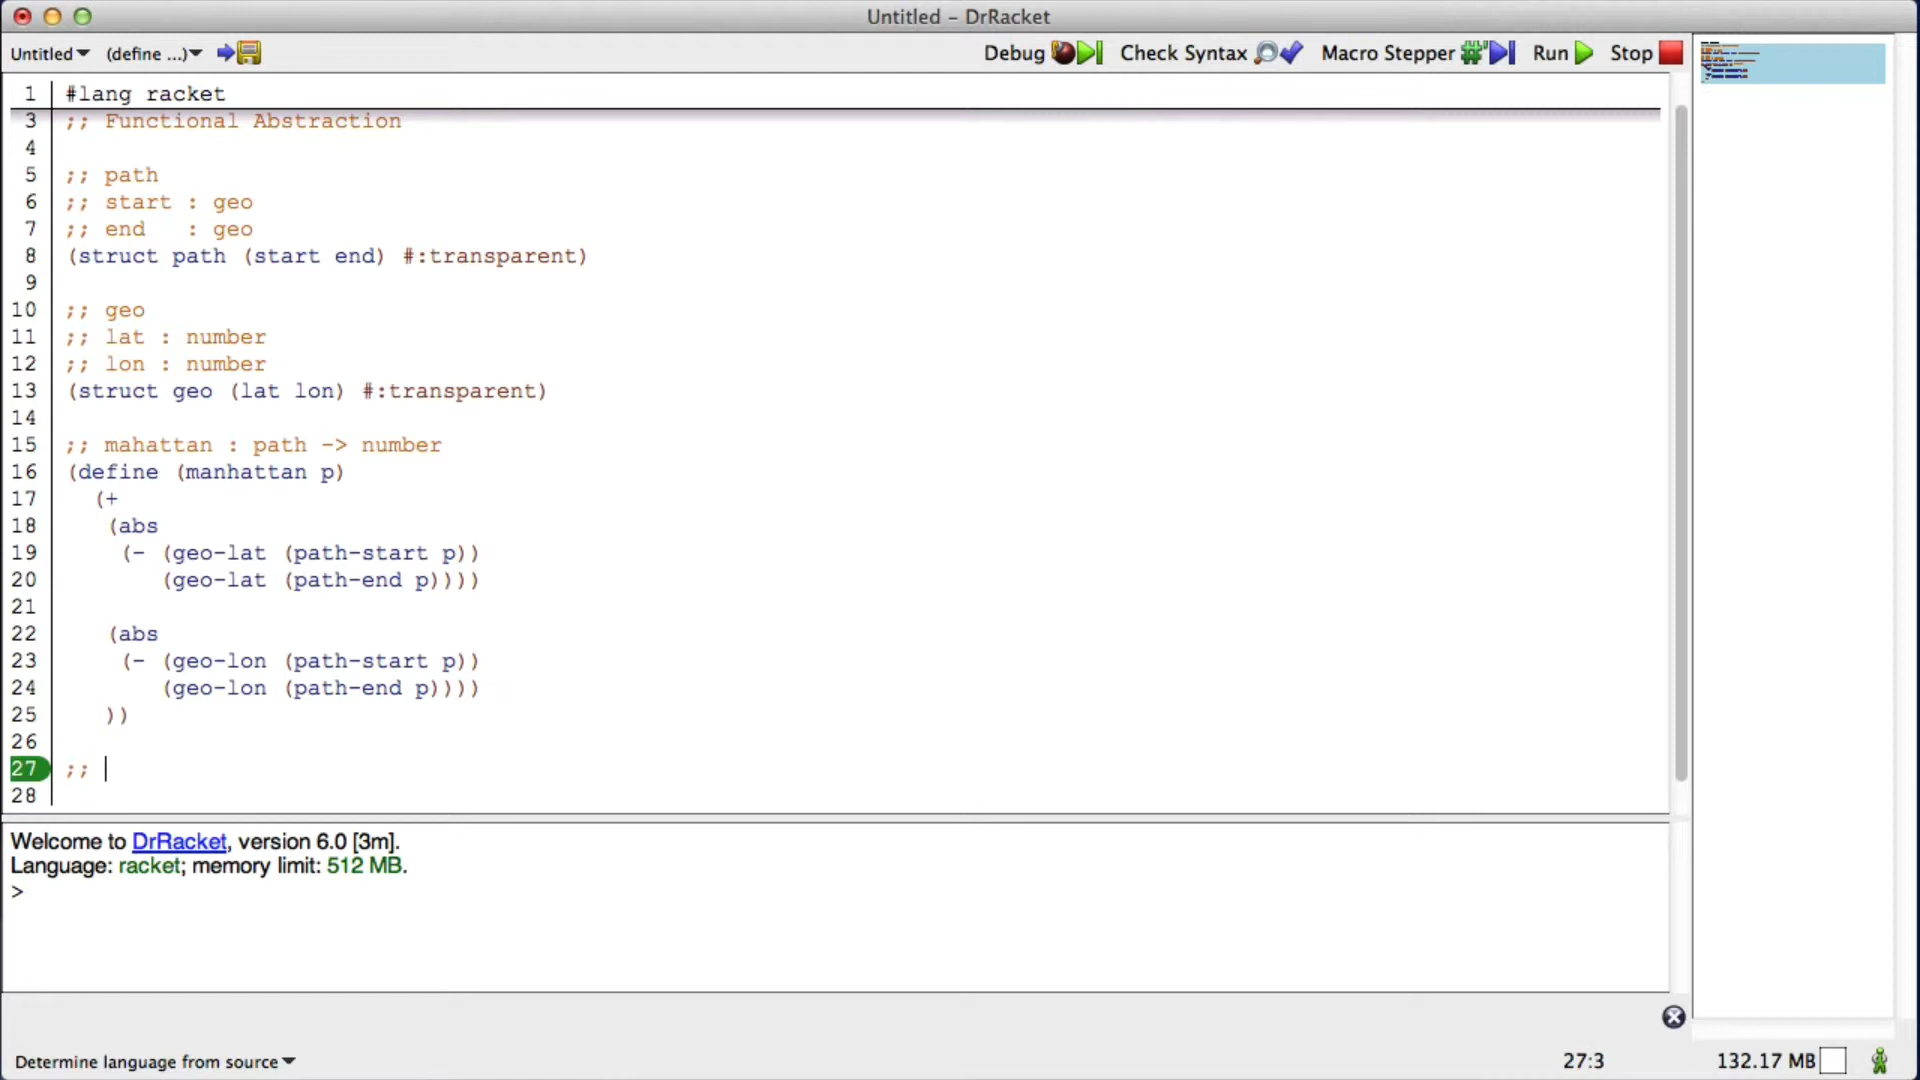 Untitled - DrRacket
Untitled (define ...) Debug Check Syntax Macro Stepper Run Stop
1 #lang racket
3 ;; Functional Abstraction
4
5 ;; path
6 ;; start : geo
7 ;; end   : geo
8 (struct path (start end) #:transparent)
9
10 ;; geo
11 ;; lat : number
12 ;; lon : number
13 (struct geo (lat lon) #:transparent)
14
15 ;; mahattan : path -> number
16 (define (manhattan p)
17   (+
18    (abs
19     (- (geo-lat (path-start p))
20        (geo-lat (path-end p))))
21
22    (abs
23     (- (geo-lon (path-start p))
24        (geo-lon (path-end p))))
25    ))
26
27 ;;
28
Welcome to DrRacket, version 6.0 [3m].
Language: racket; memory limit: 512 MB.
>
Determine language from source 27:3 132.17 MB